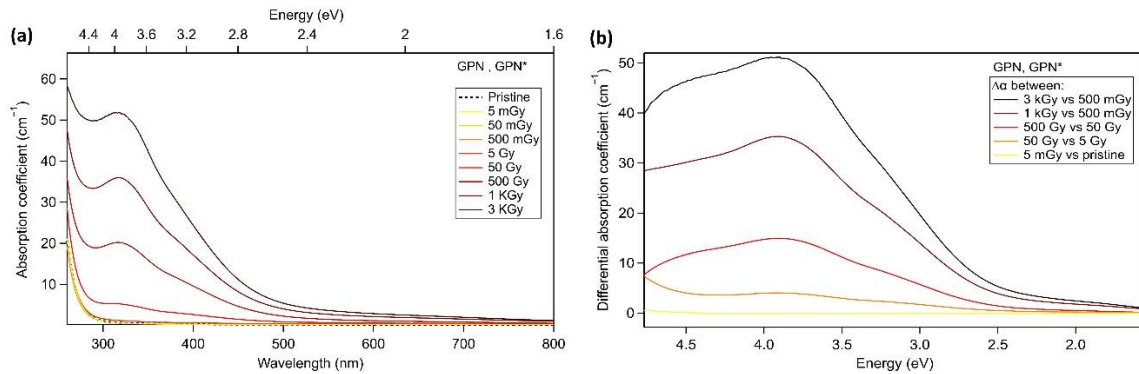 (a)
Energy (eV)
4.4 4 3.6 3.2 2.8 2.4 2 1.6
Absorption coefficient (cm⁻¹)
60
50
40
30
20
10
GPN , GPN*
Pristine
5 mGy
50 mGy
500 mGy
5 Gy
50 Gy
500 Gy
1 KGy
3 KGy
300 400 500 600 700 800
Wavelength (nm)
(b)
Differential absorption coefficient (cm⁻¹)
50
40
30
20
10
0
GPN, GPN*
Δα between:
3 kGy vs 500 mGy
1 kGy vs 500 mGy
500 Gy vs 50 Gy
50 Gy vs 5 Gy
5 mGy vs pristine
4.5 4.0 3.5 3.0 2.5 2.0
Energy (eV)